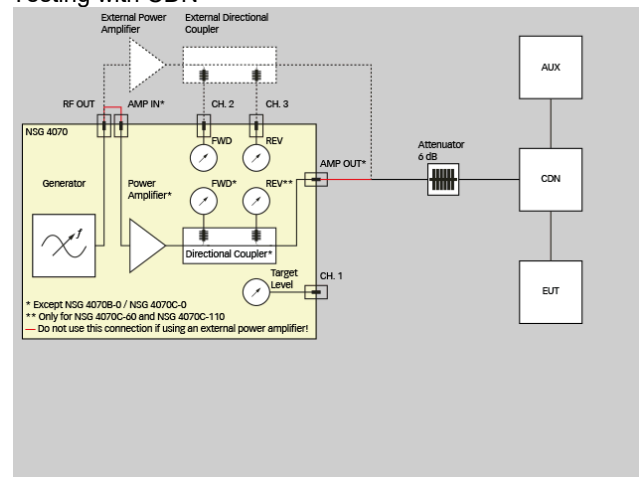 Testing with CDN
External Power
Amplifier
External Directional
Coupler
AUX
RF OUT
AMP IN*
CH. 2
CH. 3
NSG 4070
FWD
REV
AMP OUT*
Attenuator
6 dB
CDN
Generator
Power
Amplifier*
FWD*
REV**
f
Directional Coupler*
Target
Level
CH. 1
EUT
* Except NSG 4070B-0 / NSG 4070C-0
** Only for NSG 4070C-60 and NSG 4070C-110
— Do not use this connection if using an external power amplifier!